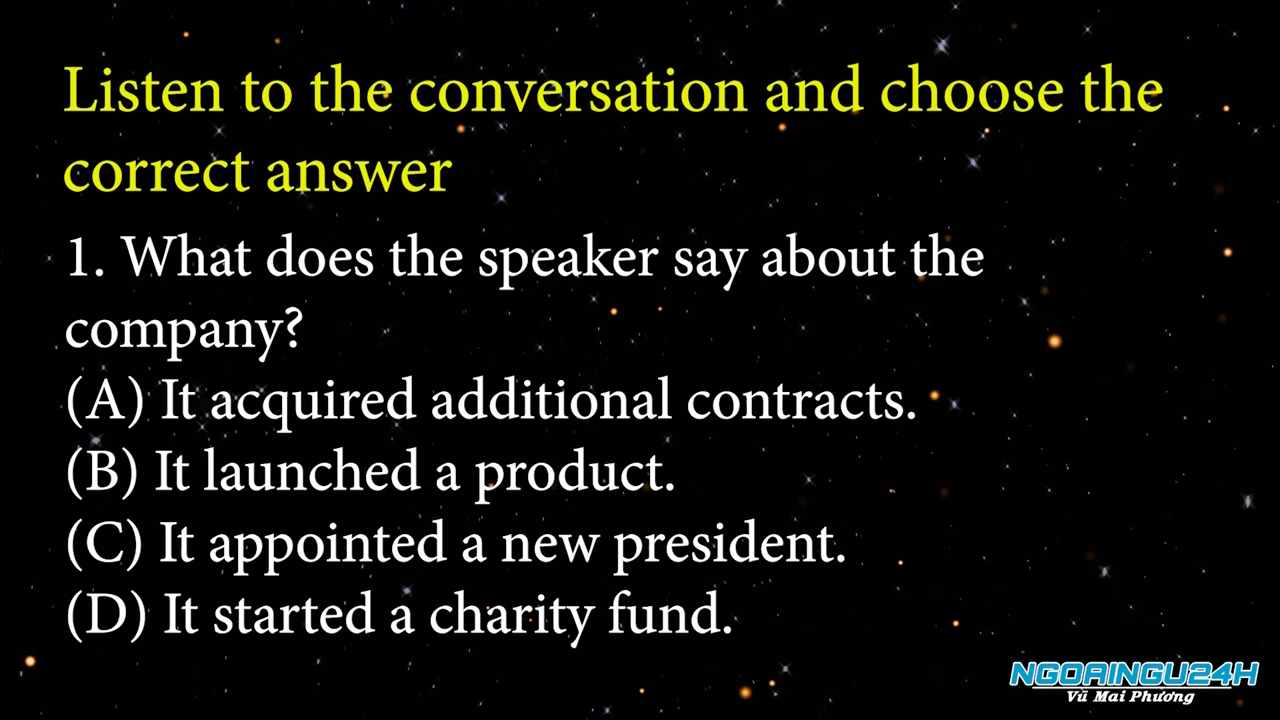 Listen to the conversation and choose the
correct answer
1. What does the speaker say about the
company?
(A) It acquired additional contracts.
(B) It launched a product.
(C) It appointed a new president.
(D) It started a charity fund.
NGOAINGU24H
Vũ Mai Phương